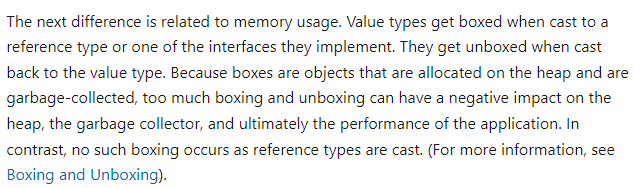 The next difference is related to memory usage. Value types get boxed when cast to a
reference type or one of the interfaces they implement. They get unboxed when cast
back to the value type. Because boxes are objects that are allocated on the heap and are
garbage-collected, too much boxing and unboxing can have a negative impact on the
heap, the garbage collector, and ultimately the performance of the application. In
contrast, no such boxing occurs as reference types are cast. (For more information, see
Boxing and Unboxing).